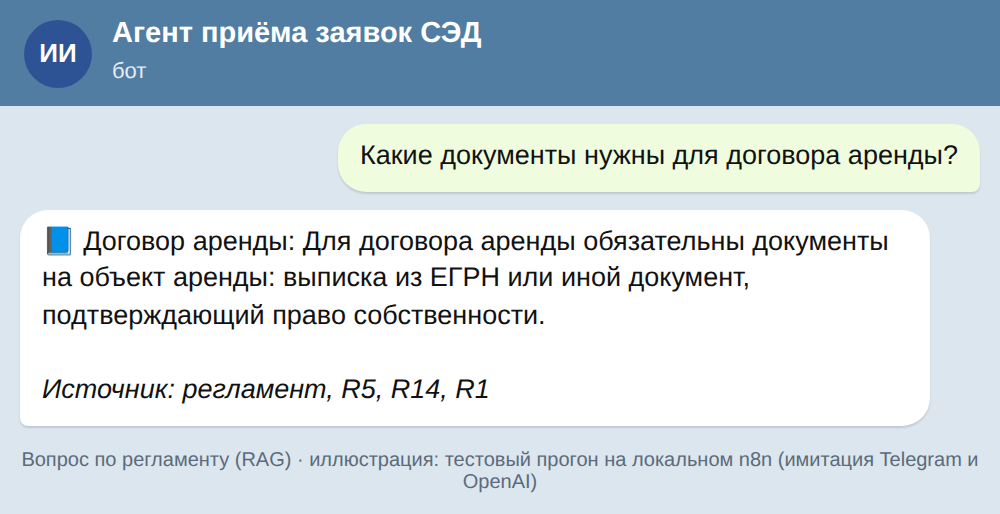 ИИ
Агент приёма заявок СЭД
бот
Какие документы нужны для договора аренды?
📘 Договор аренды: Для договора аренды обязательны документы
на объект аренды: выписка из ЕГРН или иной документ,
подтверждающий право собственности.
Источник: регламент, R5, R14, R1
Вопрос по регламенту (RAG) · иллюстрация: тестовый прогон на локальном n8n (имитация Telegram и
OpenAI)